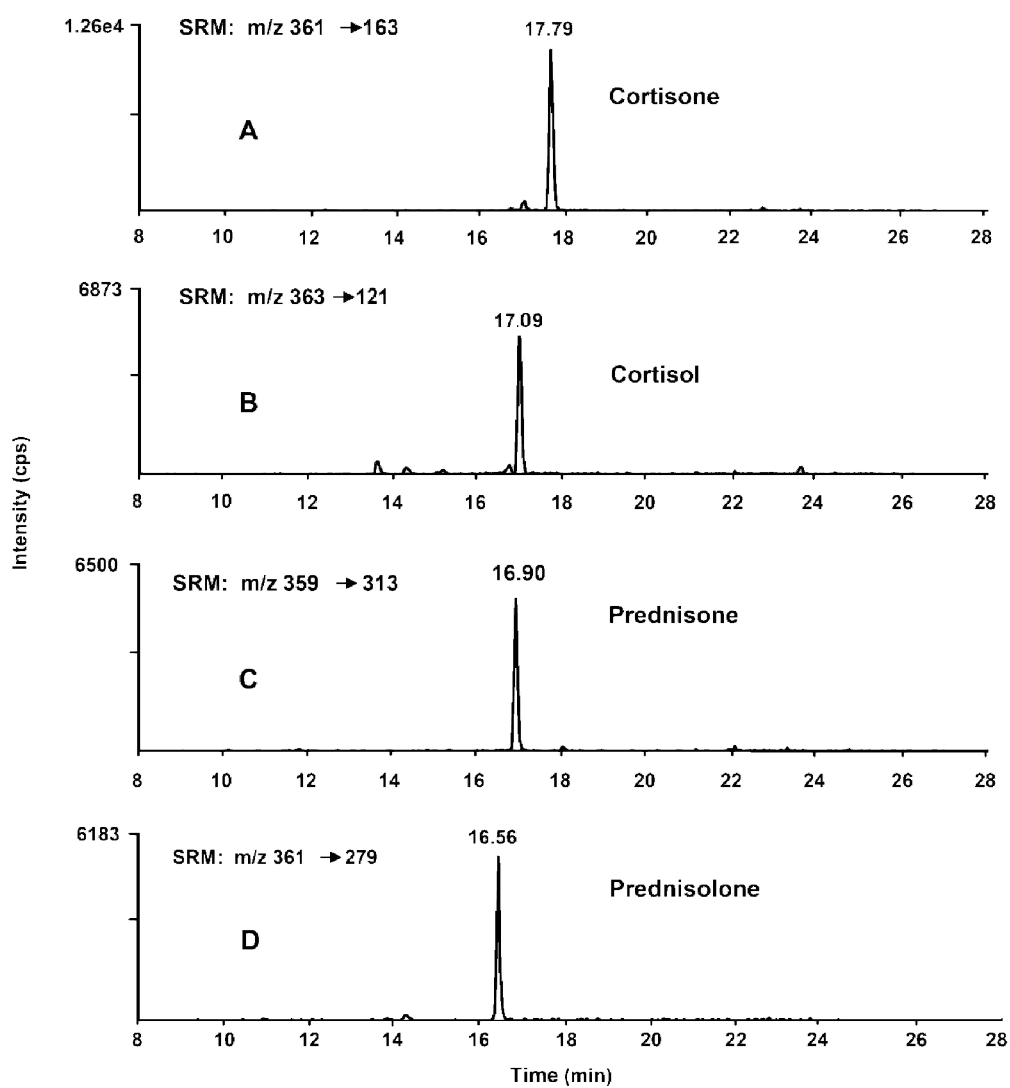 1.26e4
SRM: m/z 361 →163
17.79
Cortisone
A
8 10 12 14 16 18 20 22 24 26 28
6873
SRM: m/z 363 →121
17.09
Cortisol
B
8 10 12 14 16 18 20 22 24 26 28
Intensity (cps)
6500
SRM: m/z 359 →313
16.90
Prednisone
C
8 10 12 14 16 18 20 22 24 26 28
6183
SRM: m/z 361 →279
16.56
Prednisolone
D
8 10 12 14 16 18 20 22 24 26 28
Time (min)